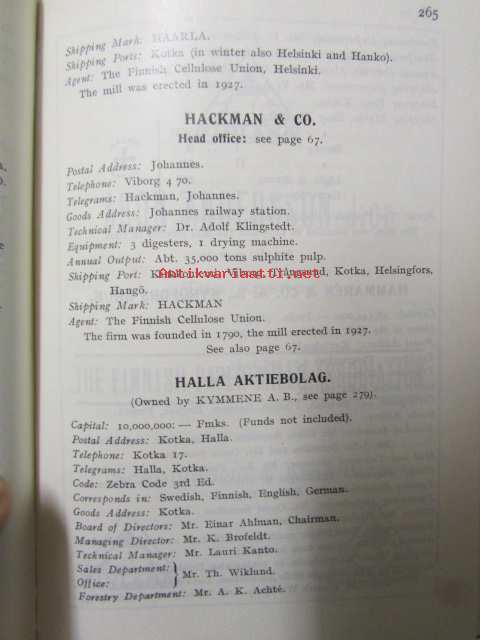 265
Shipping Mark: HAARLA.
Shipping Ports: Kotka (in winter also Helsinki and Hanko).
Agent: The Finnish Cellulose Union, Helsinki.
The mill was erected in 1927.
HACKMAN & CO.
Head office: see page 67.
Postal Address: Johannes.
Telephone: Viborg 4 70.
Telegrams: Hackman, Johannes.
Goods Address: Johannes railway station.
Technical Manager: Dr. Adolf Klingstedt.
Equipment: 3 digesters, 1 drying machine.
Annual Output: Abt. 35,000 tons sulphite pulp.
Shipping Port: Kotka, Helsingfors,
Antikvariaatti.net
Hangö.
Shipping Mark: HACKMAN
Agent: The Finnish Cellulose Union.
The firm was founded in 1790, the mill erected in 1927.
See also page 67.
HALLA AKTIEBOLAG.
(Owned by KYMMENE A. B., see page 279).
Capital: 10,000,000: — Fmks. (Funds not included).
Postal Address: Kotka, Halla.
Telephone: Kotka 17.
Telegrams: Halla, Kotka.
Code: Zebra Code 3rd Ed.
Corresponds in: Swedish, Finnish, English, German.
Goods Address: Kotka.
Board of Directors: Mr. Einar Ahlman, Chairman.
Managing Director: Mr. K. Brofeldt.
Technical Manager: Mr. Lauri Kanto.
Sales Department:
Office: } Mr. Th. Wiklund.
Forestry Department: Mr. A. K. Achté.